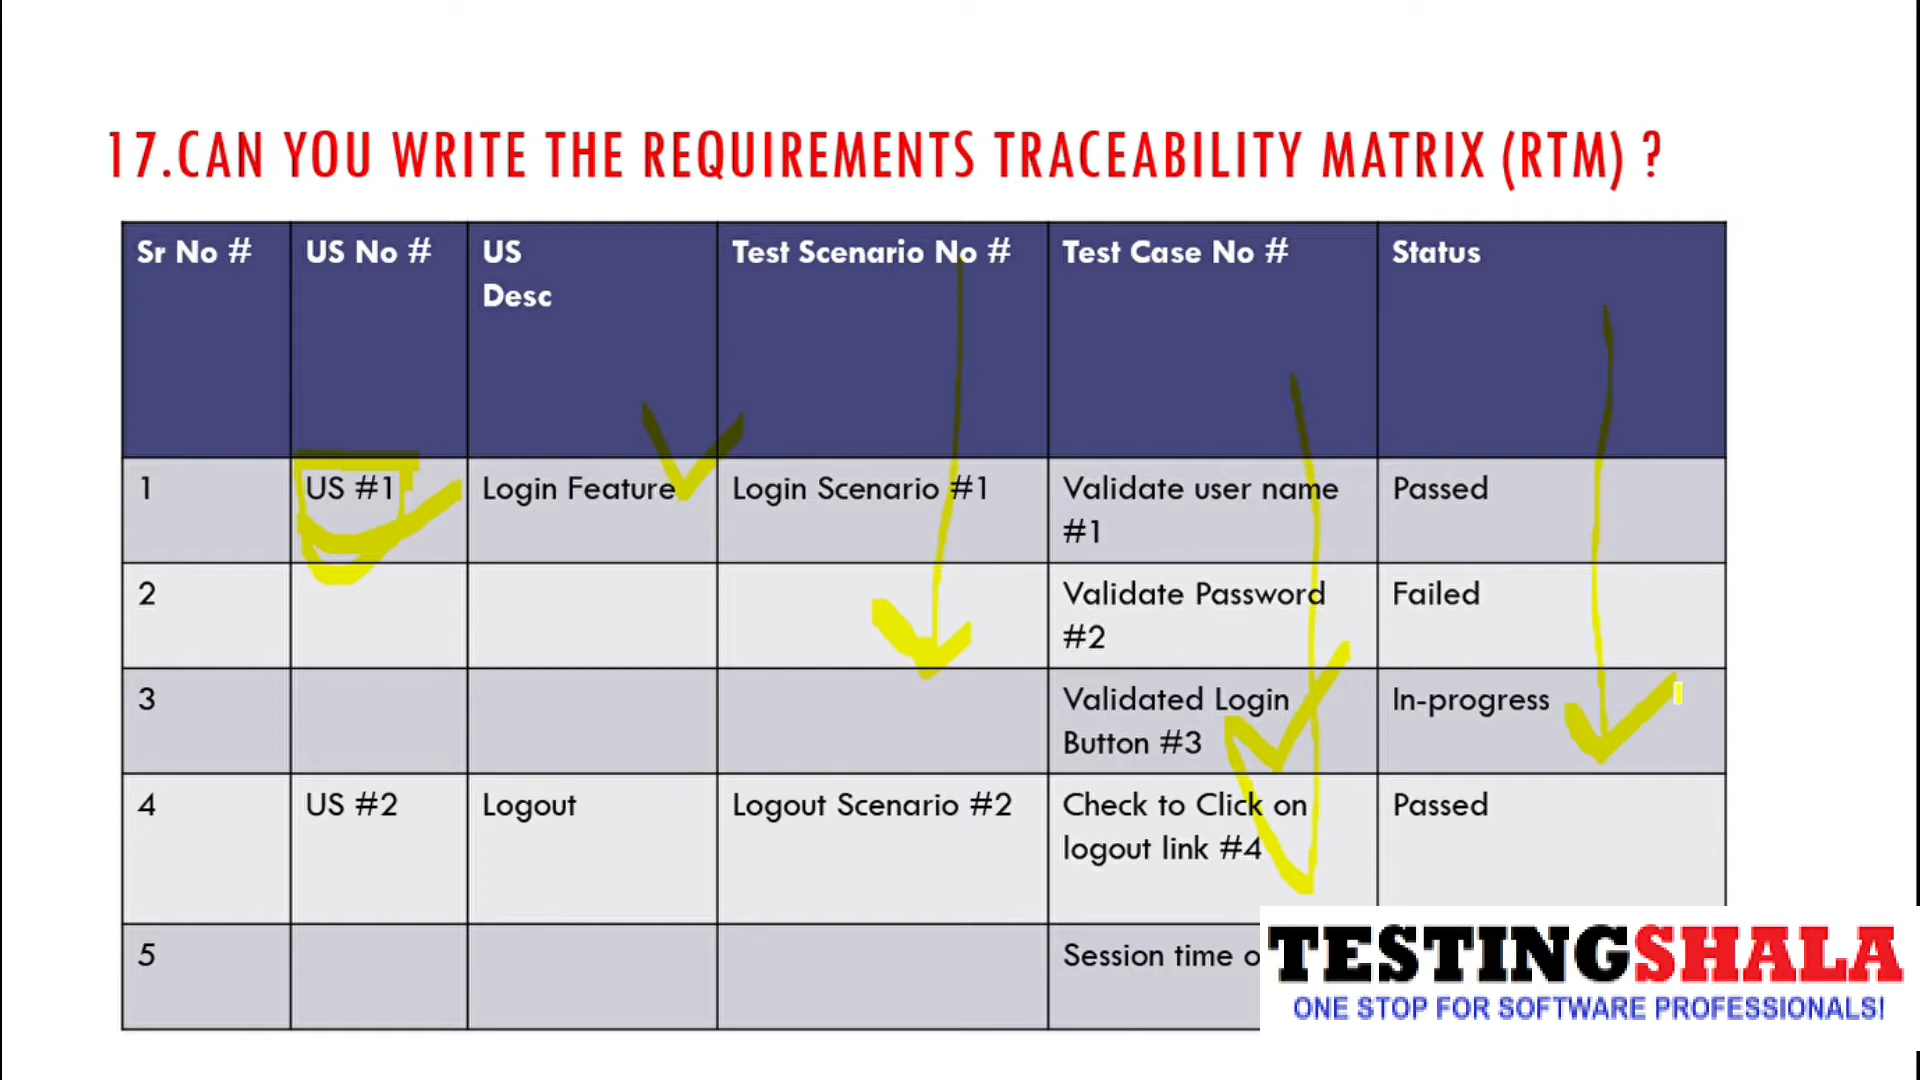 17.CAN YOU WRITE THE REQUIREMENTS TRACEABILITY MATRIX (RTM) ?
Sr No # US No # US Test Scenario No # Test Case No # Status
Desc
1 US #1 Login Feature Login Scenario #1 Validate user name Passed
#1
2 Validate Password Failed
#2
3 Validated Login In-progress
Button #3
4 US #2 Logout Logout Scenario #2 Check to Click on Passed
logout link #4
5 Session time
TESTINGSHALA
ONE STOP FOR SOFTWARE PROFESSIONALS!